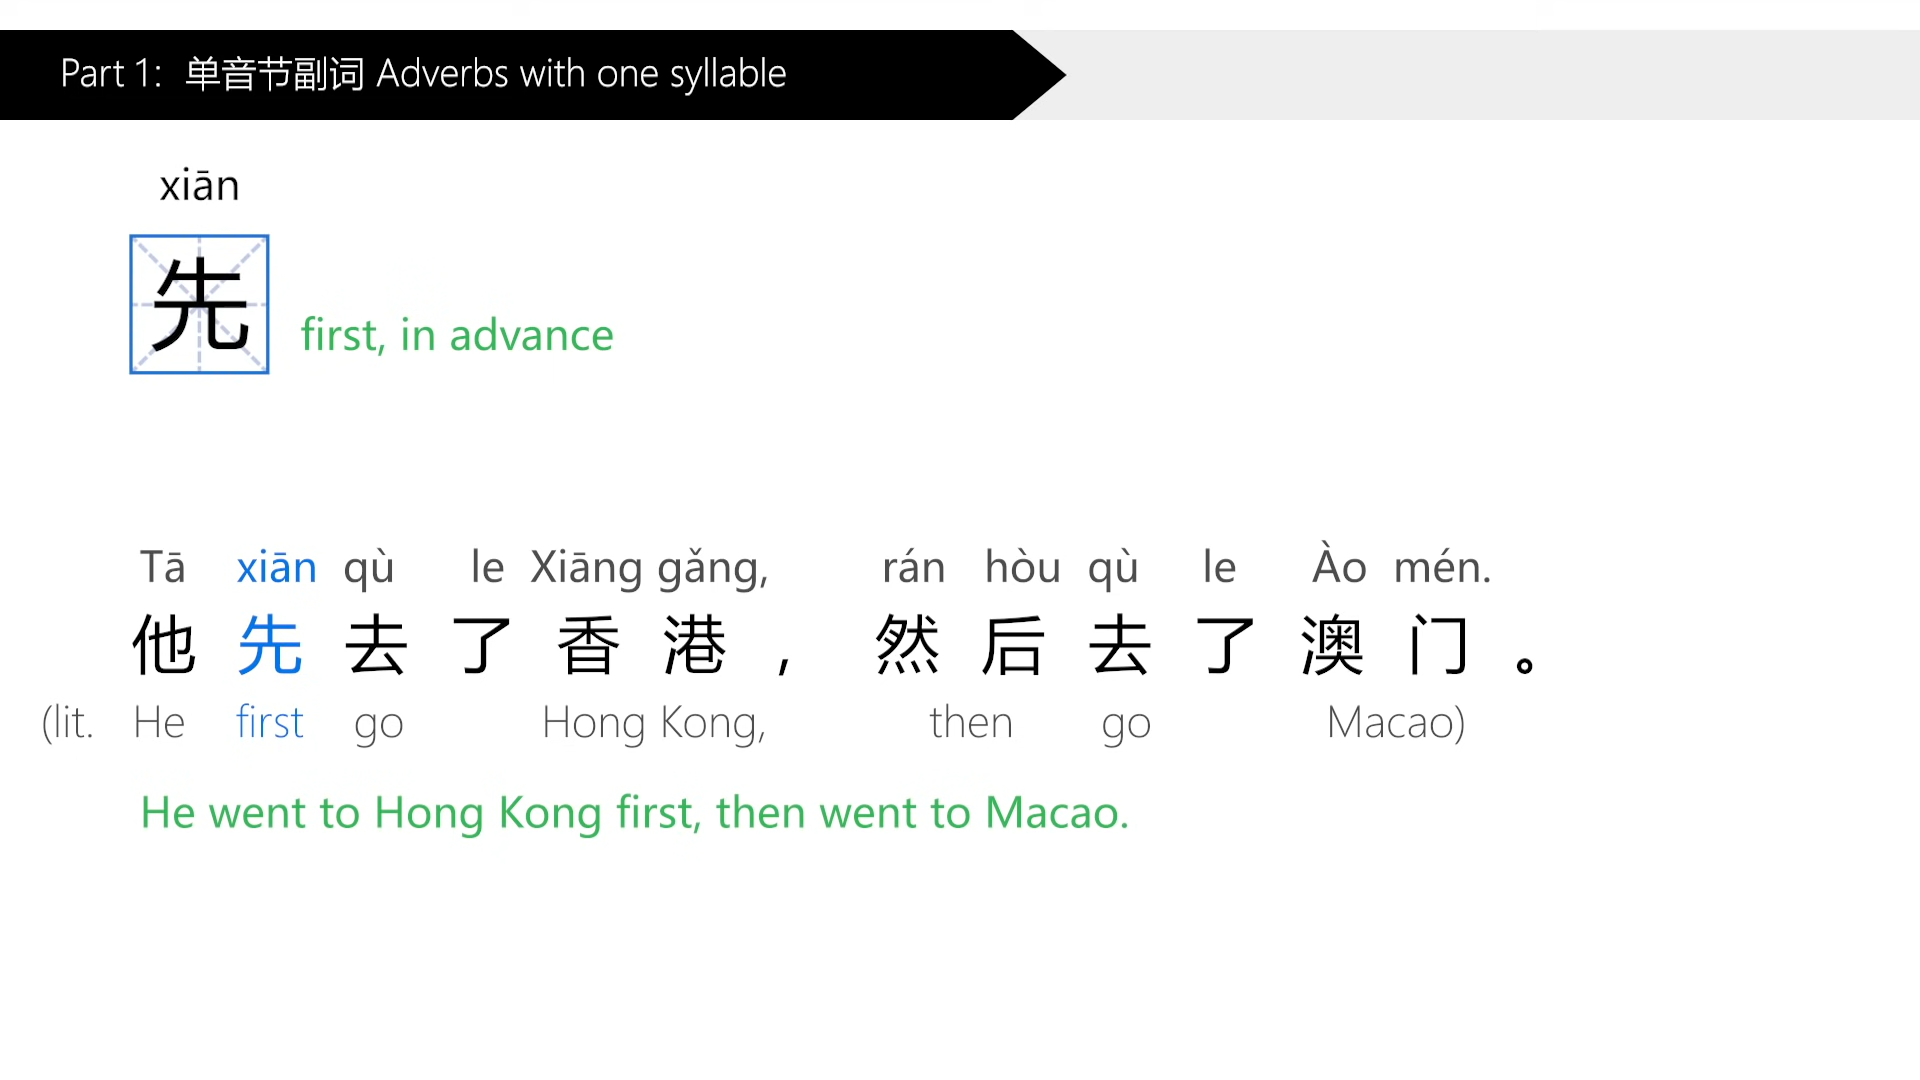 Part 1: 单音节副词 Adverbs with one syllable
xiān
先
first, in advance
Tā xiān qù le Xiāng gǎng, rán hòu qù le Ào mén.
他先去了香港，然后去了澳门。
(lit. He first go Hong Kong, then go Macao)
He went to Hong Kong first, then went to Macao.